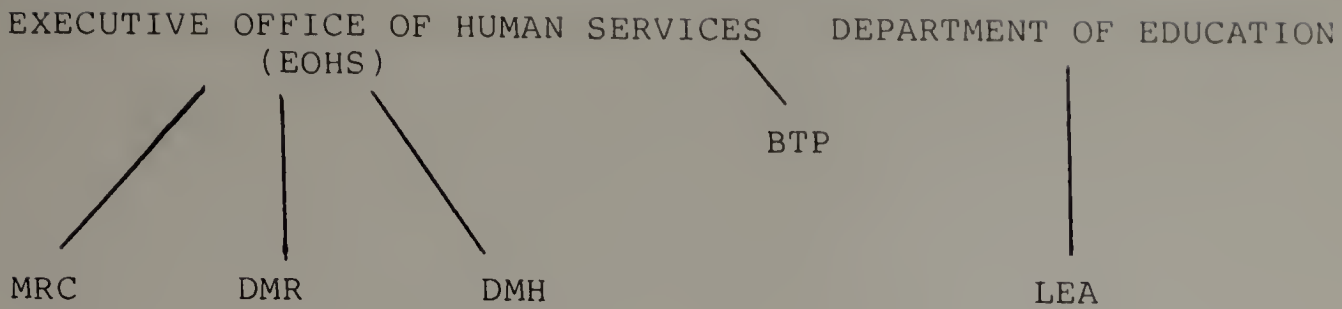 EXECUTIVE OFFICE OF HUMAN SERVICES DEPARTMENT OF EDUCATION
(EOHS)
BTP
MRC DMR DMH LEA